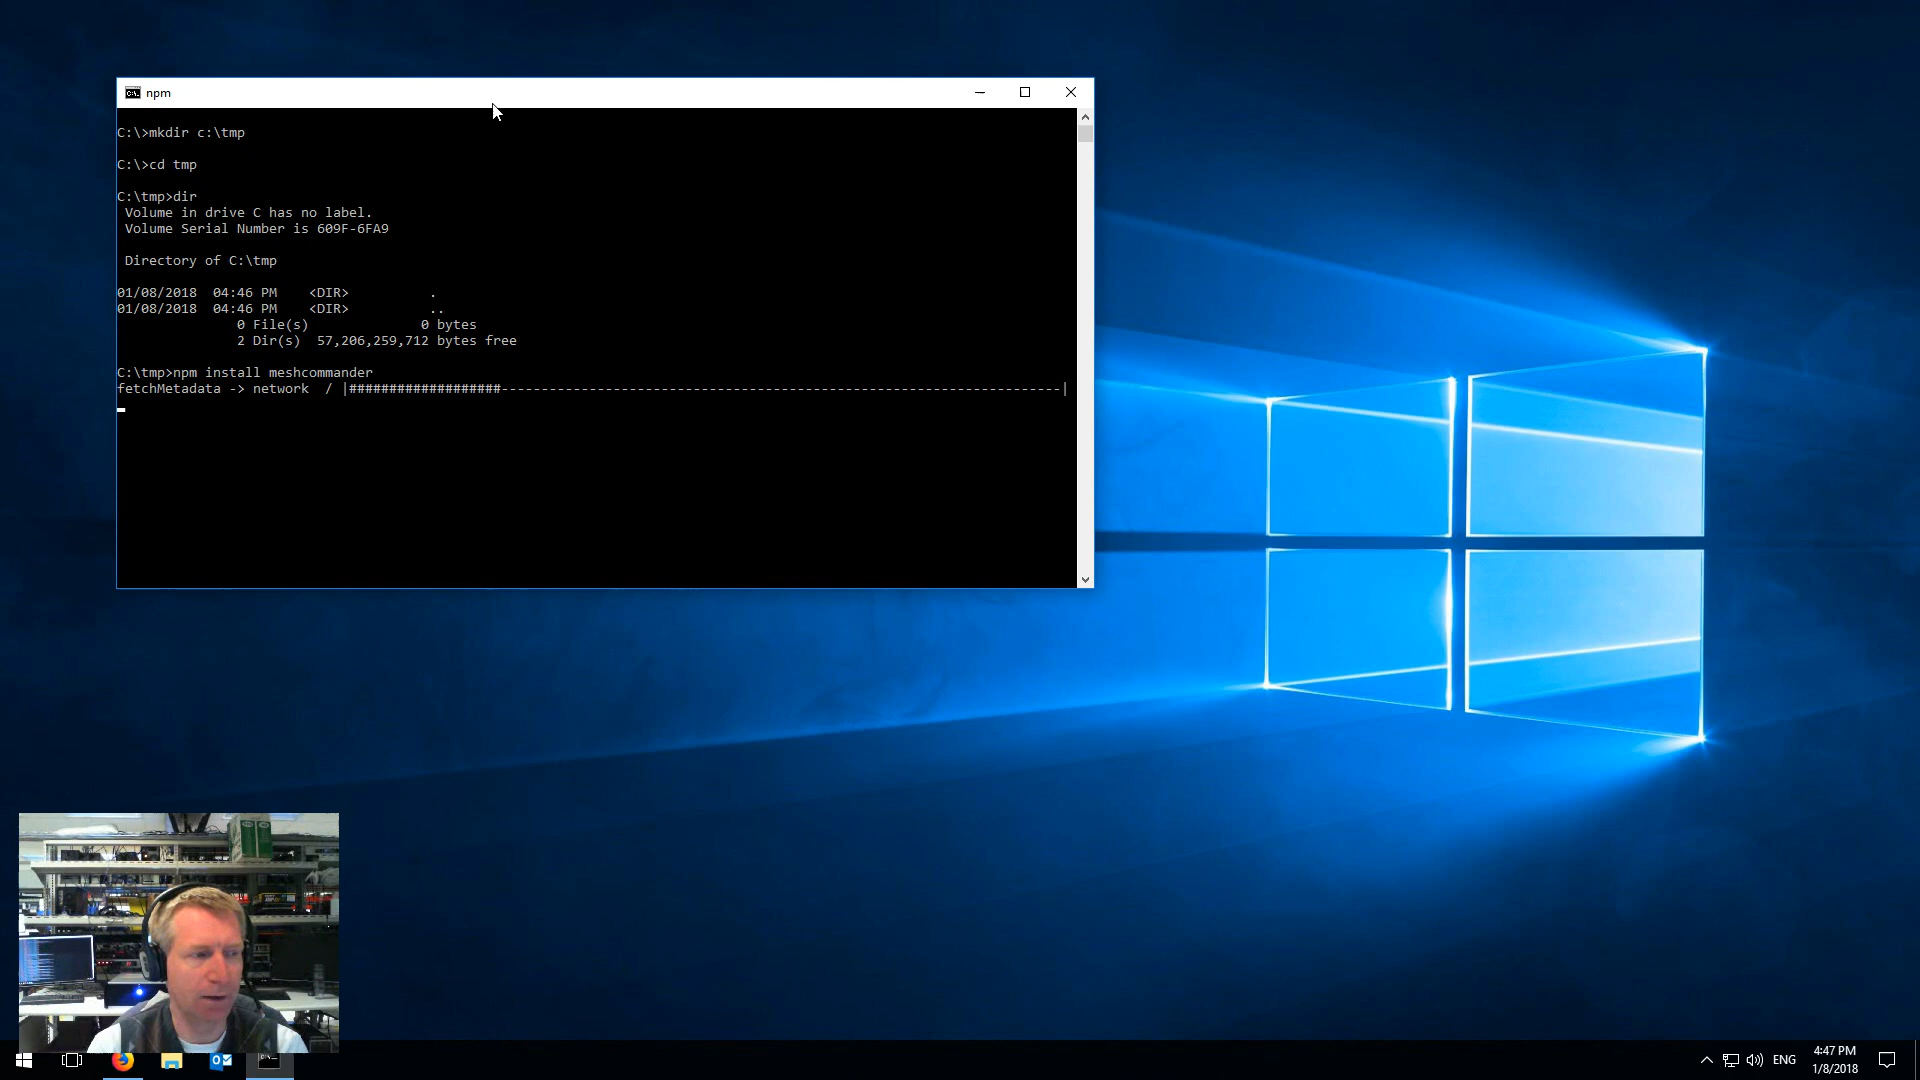 npm
C:\>mkdir c:\tmp
C:\>cd tmp
C:\tmp>dir
 Volume in drive C has no label.
 Volume Serial Number is 609F-6FA9
 Directory of C:\tmp
01/08/2018  04:46 PM    <DIR>          .
01/08/2018  04:46 PM    <DIR>          ..
               0 File(s)              0 bytes
               2 Dir(s)  57,206,259,712 bytes free
C:\tmp>npm install meshcommander
fetchMetadata -> network  / |###################----------------------------------------------------------------------|
ENG
4:47 PM
1/8/2018